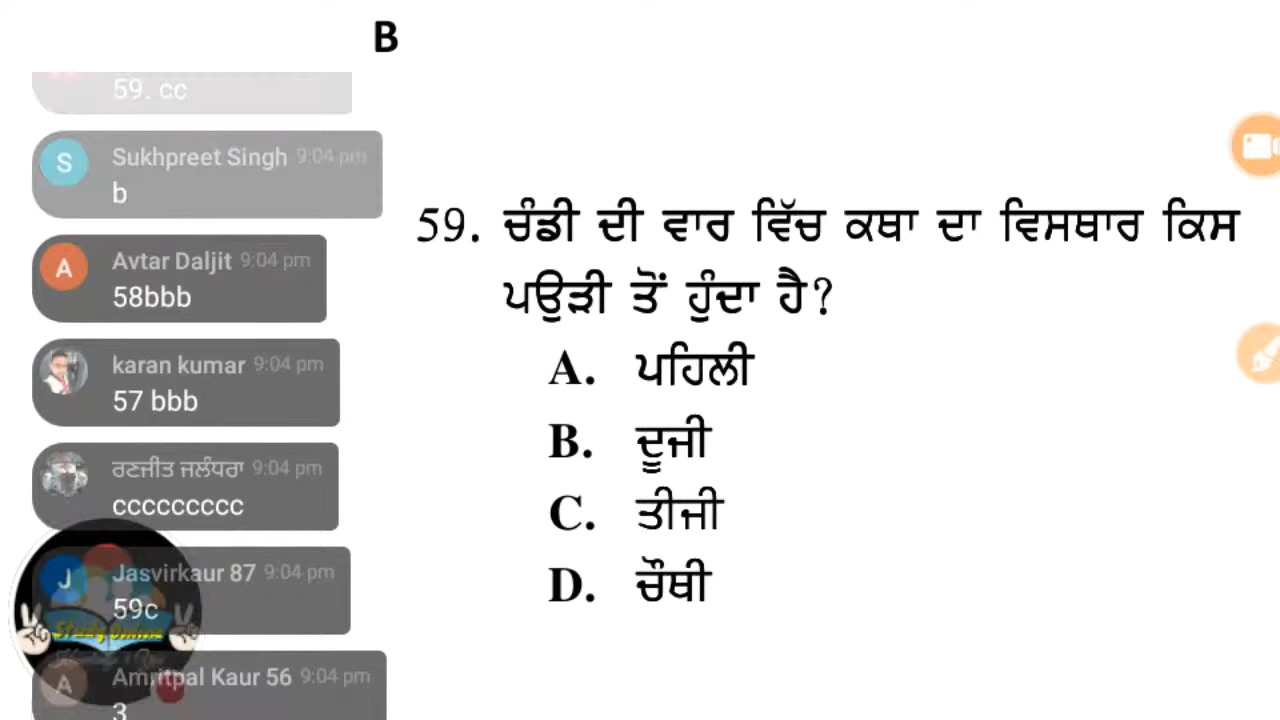 B
59. cc
Sukhpreet Singh 9:04 pm
b
Avtar Daljit 9:04 pm
58bbb
karan kumar 9:04 pm
57 bbb
ਰਣਜੀਤ ਜਲੰਧਰਾ 9:04 pm
ccccccccc
Jasvirkaur 87 9:04 pm
59c
Study Online
Amritpal Kaur 56 9:04 pm
3
59. ਚੰਡੀ ਦੀ ਵਾਰ ਵਿੱਚ ਕਥਾ ਦਾ ਵਿਸਥਾਰ ਕਿਸ
ਪਉੜੀ ਤੋਂ ਹੁੰਦਾ ਹੈ?
A. ਪਹਿਲੀ
B. ਦੂਜੀ
C. ਤੀਜੀ
D. ਚੌਥੀ